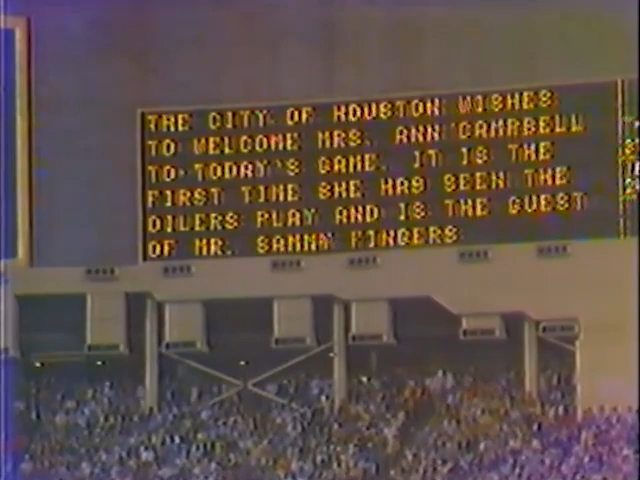 THE CITY OF HOUSTON WISHES
TO WELCOME MRS. ANN CAMPBELL
TO TODAY'S GAME. IT IS THE
FIRST TIME SHE HAS SEEN THE
OILERS PLAY AND IS THE GUEST
OF MR. SAMMY